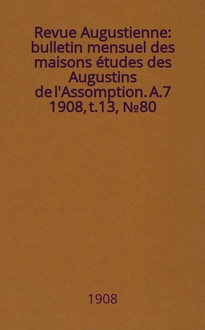 Revue Augustienne:
bulletin mensuel des
maisons études des
Augustins
de l'Assomption. A.7
1908, t.13, №80
1908